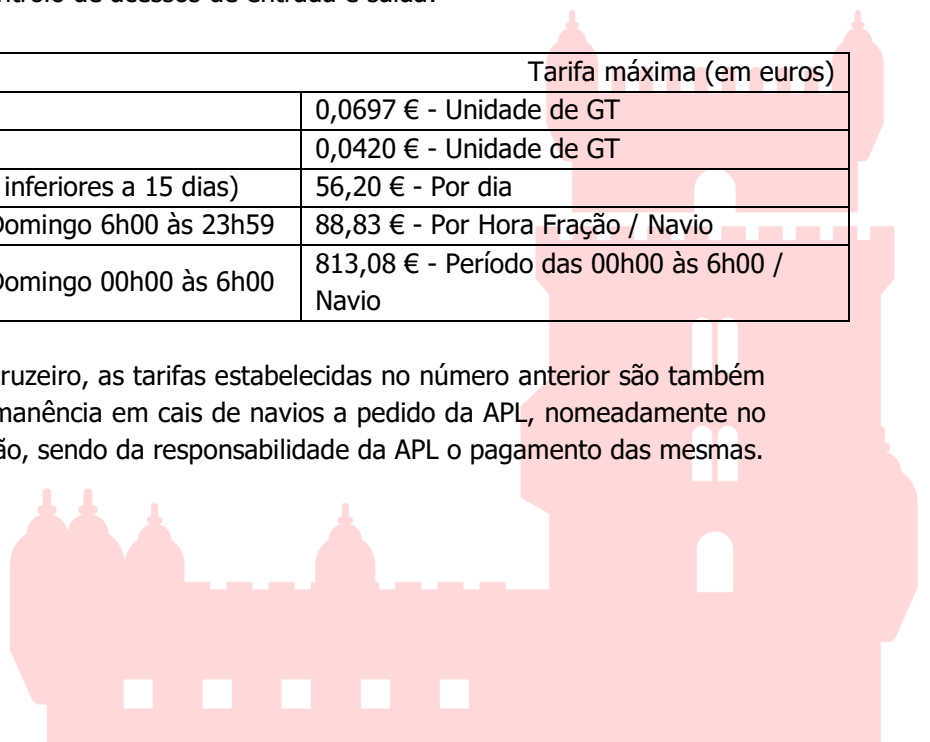 de acessos de entrada e saída.
Tarifa máxima (em euros)
0,0697 € - Unidade de GT
0,0420 € - Unidade de GT
inferiores a 15 dias) 56,20 € - Por dia
Domingo 6h00 às 23h59 88,83 € - Por Hora Fração / Navio
Domingo 00h00 às 6h00 813,08 € - Período das 00h00 às 6h00 /
Navio
cruzeiro, as tarifas estabelecidas no número anterior são também
manência em cais de navios a pedido da APL, nomeadamente no
ão, sendo da responsabilidade da APL o pagamento das mesmas.